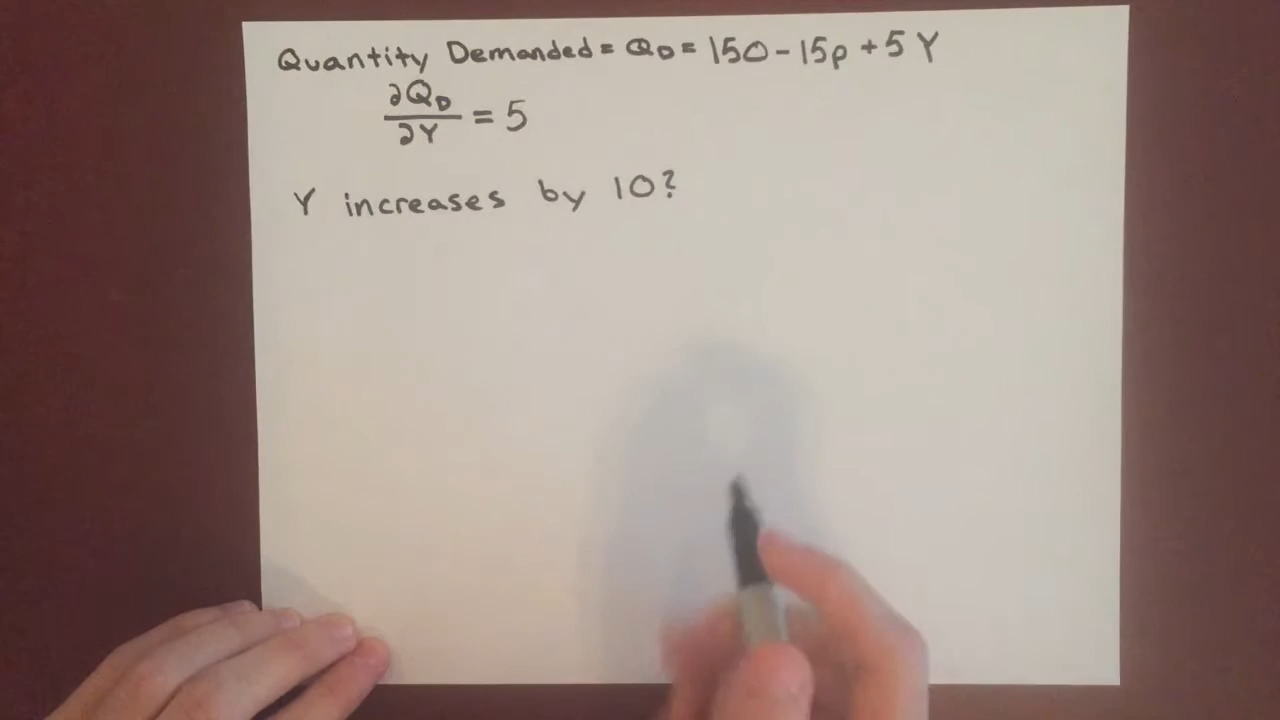 Quantity Demanded = QD = 150 - 15p + 5Y
∂QD/∂Y = 5
Y increases by 10?